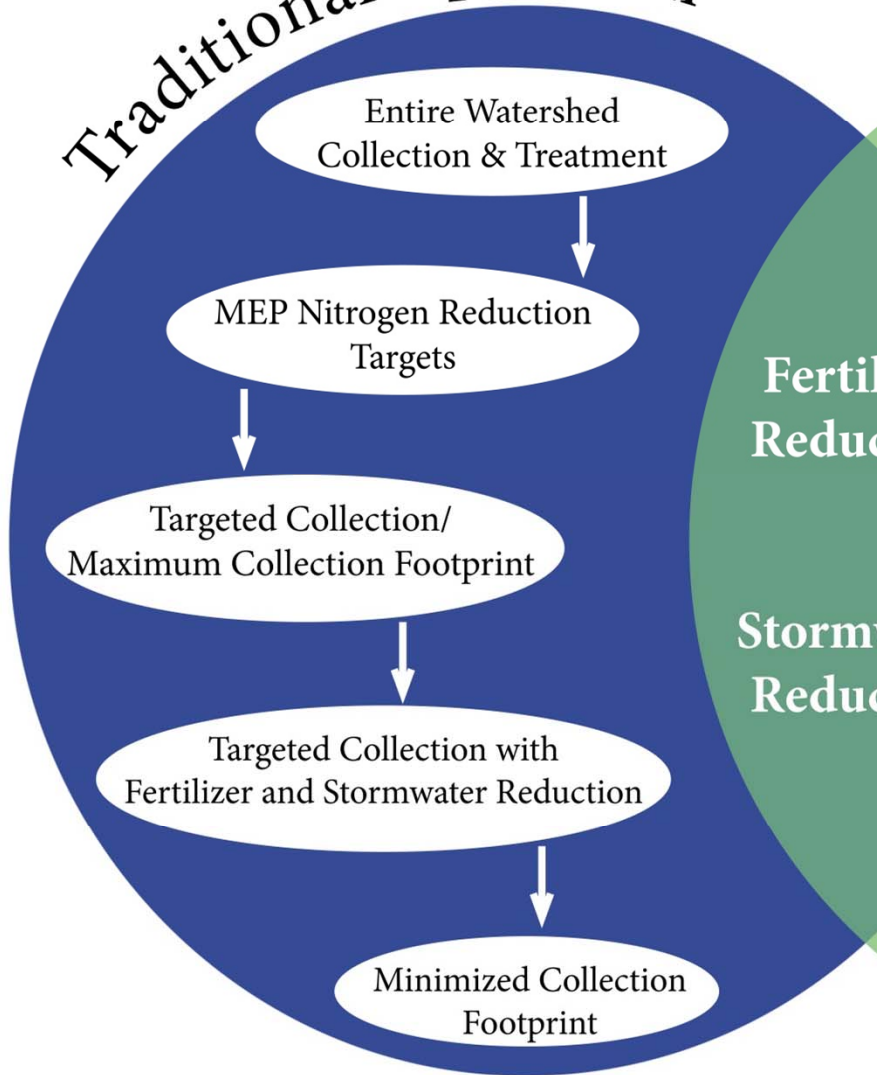 Traditional
Entire Watershed
Collection & Treatment
MEP Nitrogen Reduction
Targets
Targeted Collection/
Maximum Collection Footprint
Targeted Collection with
Fertilizer and Stormwater Reduction
Minimized Collection
Footprint